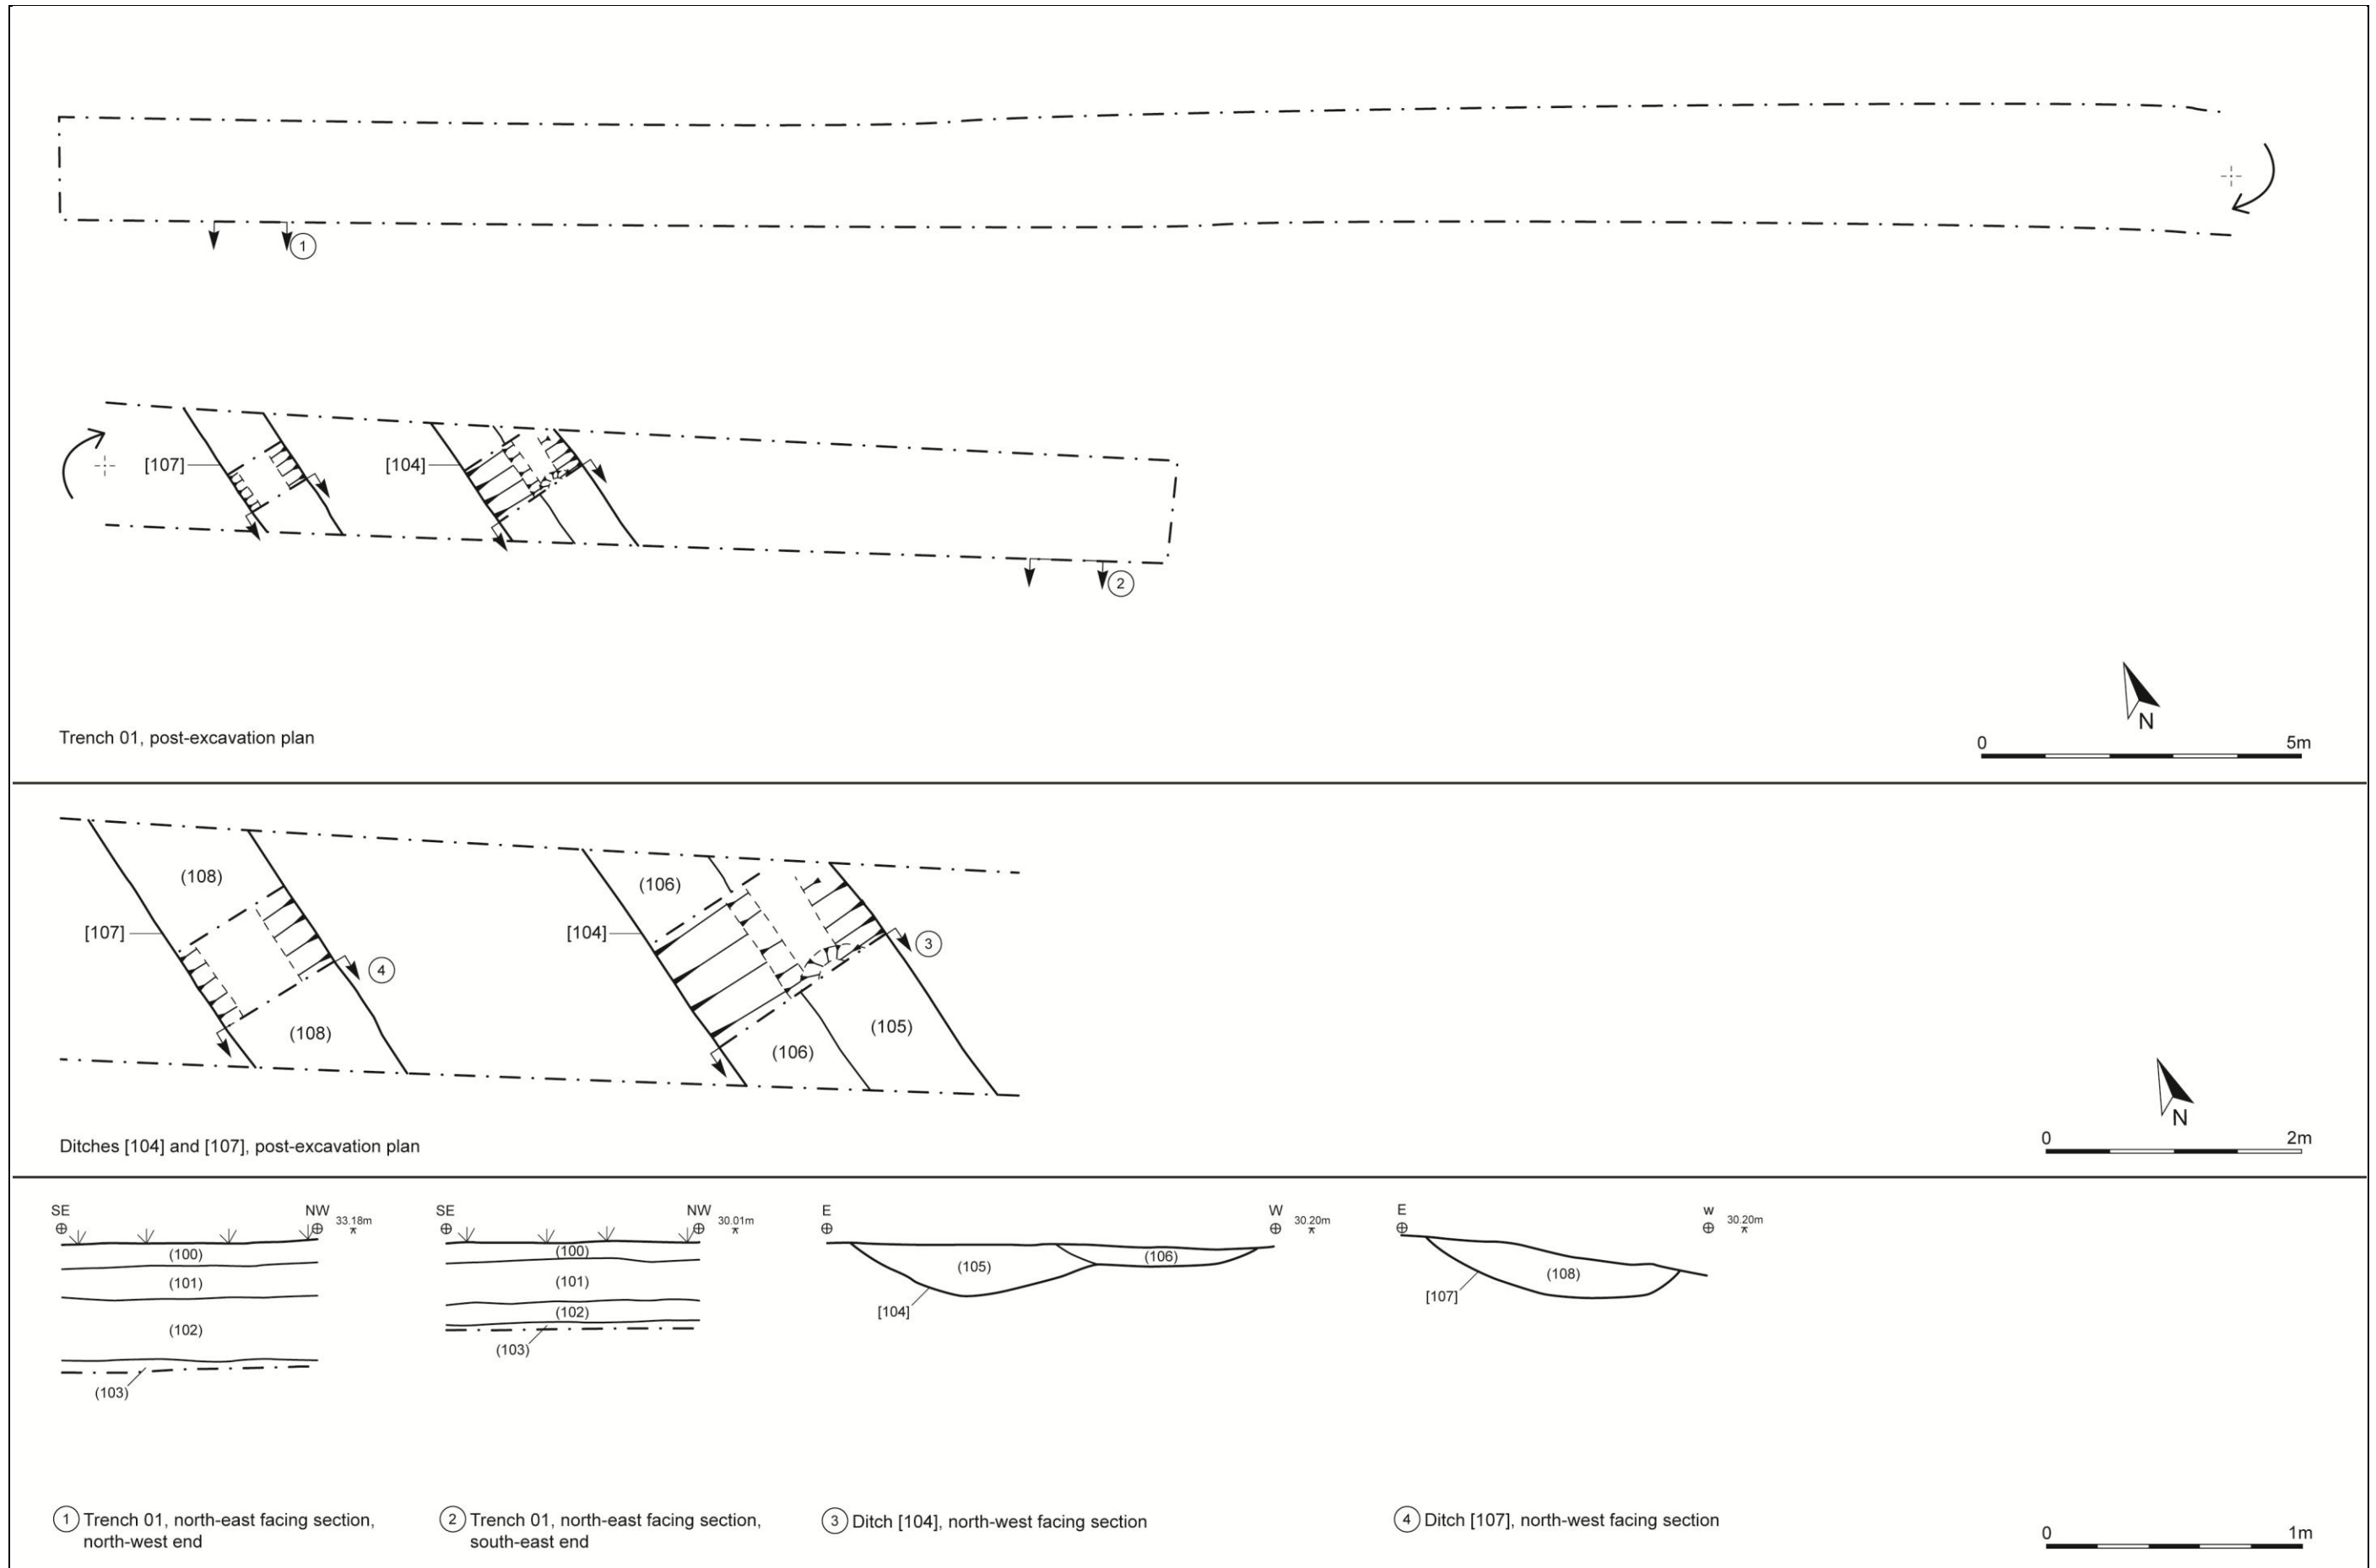 1
[107]
[104]
2
N
Trench 01, post-excavation plan
0 5m
(108)
(106)
[107]
[104]
3
4
(108)
(105)
(106)
N
Ditches [104] and [107], post-excavation plan
0 2m
SE NW 33.18m
(100)
(101)
(102)
(103)
SE NW 30.01m
(100)
(101)
(102)
(103)
E W 30.20m
(105)
(106)
[104]
E w 30.20m
(108)
[107]
1 Trench 01, north-east facing section,
north-west end
2 Trench 01, north-east facing section,
south-east end
3 Ditch [104], north-west facing section
4 Ditch [107], north-west facing section
0 1m